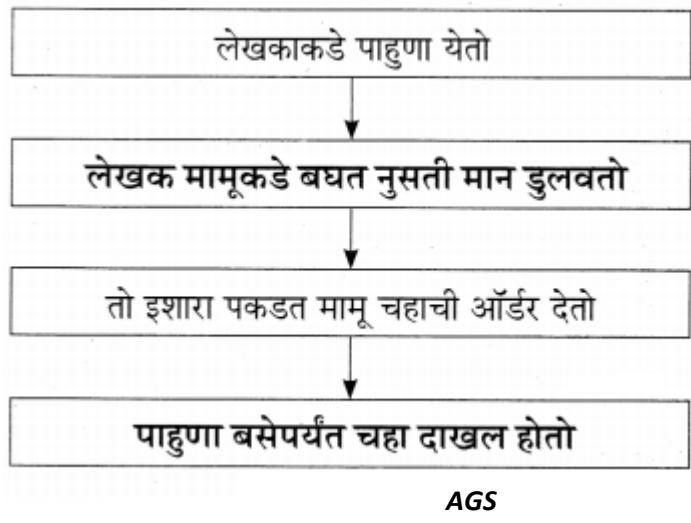 लेखकाकडे पाहुणा येतो
लेखक मामूकडे बघत नुसती मान डुलवतो
तो इशारा पकडत मामू चहाची ऑर्डर देतो
पाहुणा बसेपर्यंत चहा दाखल होतो
AGS